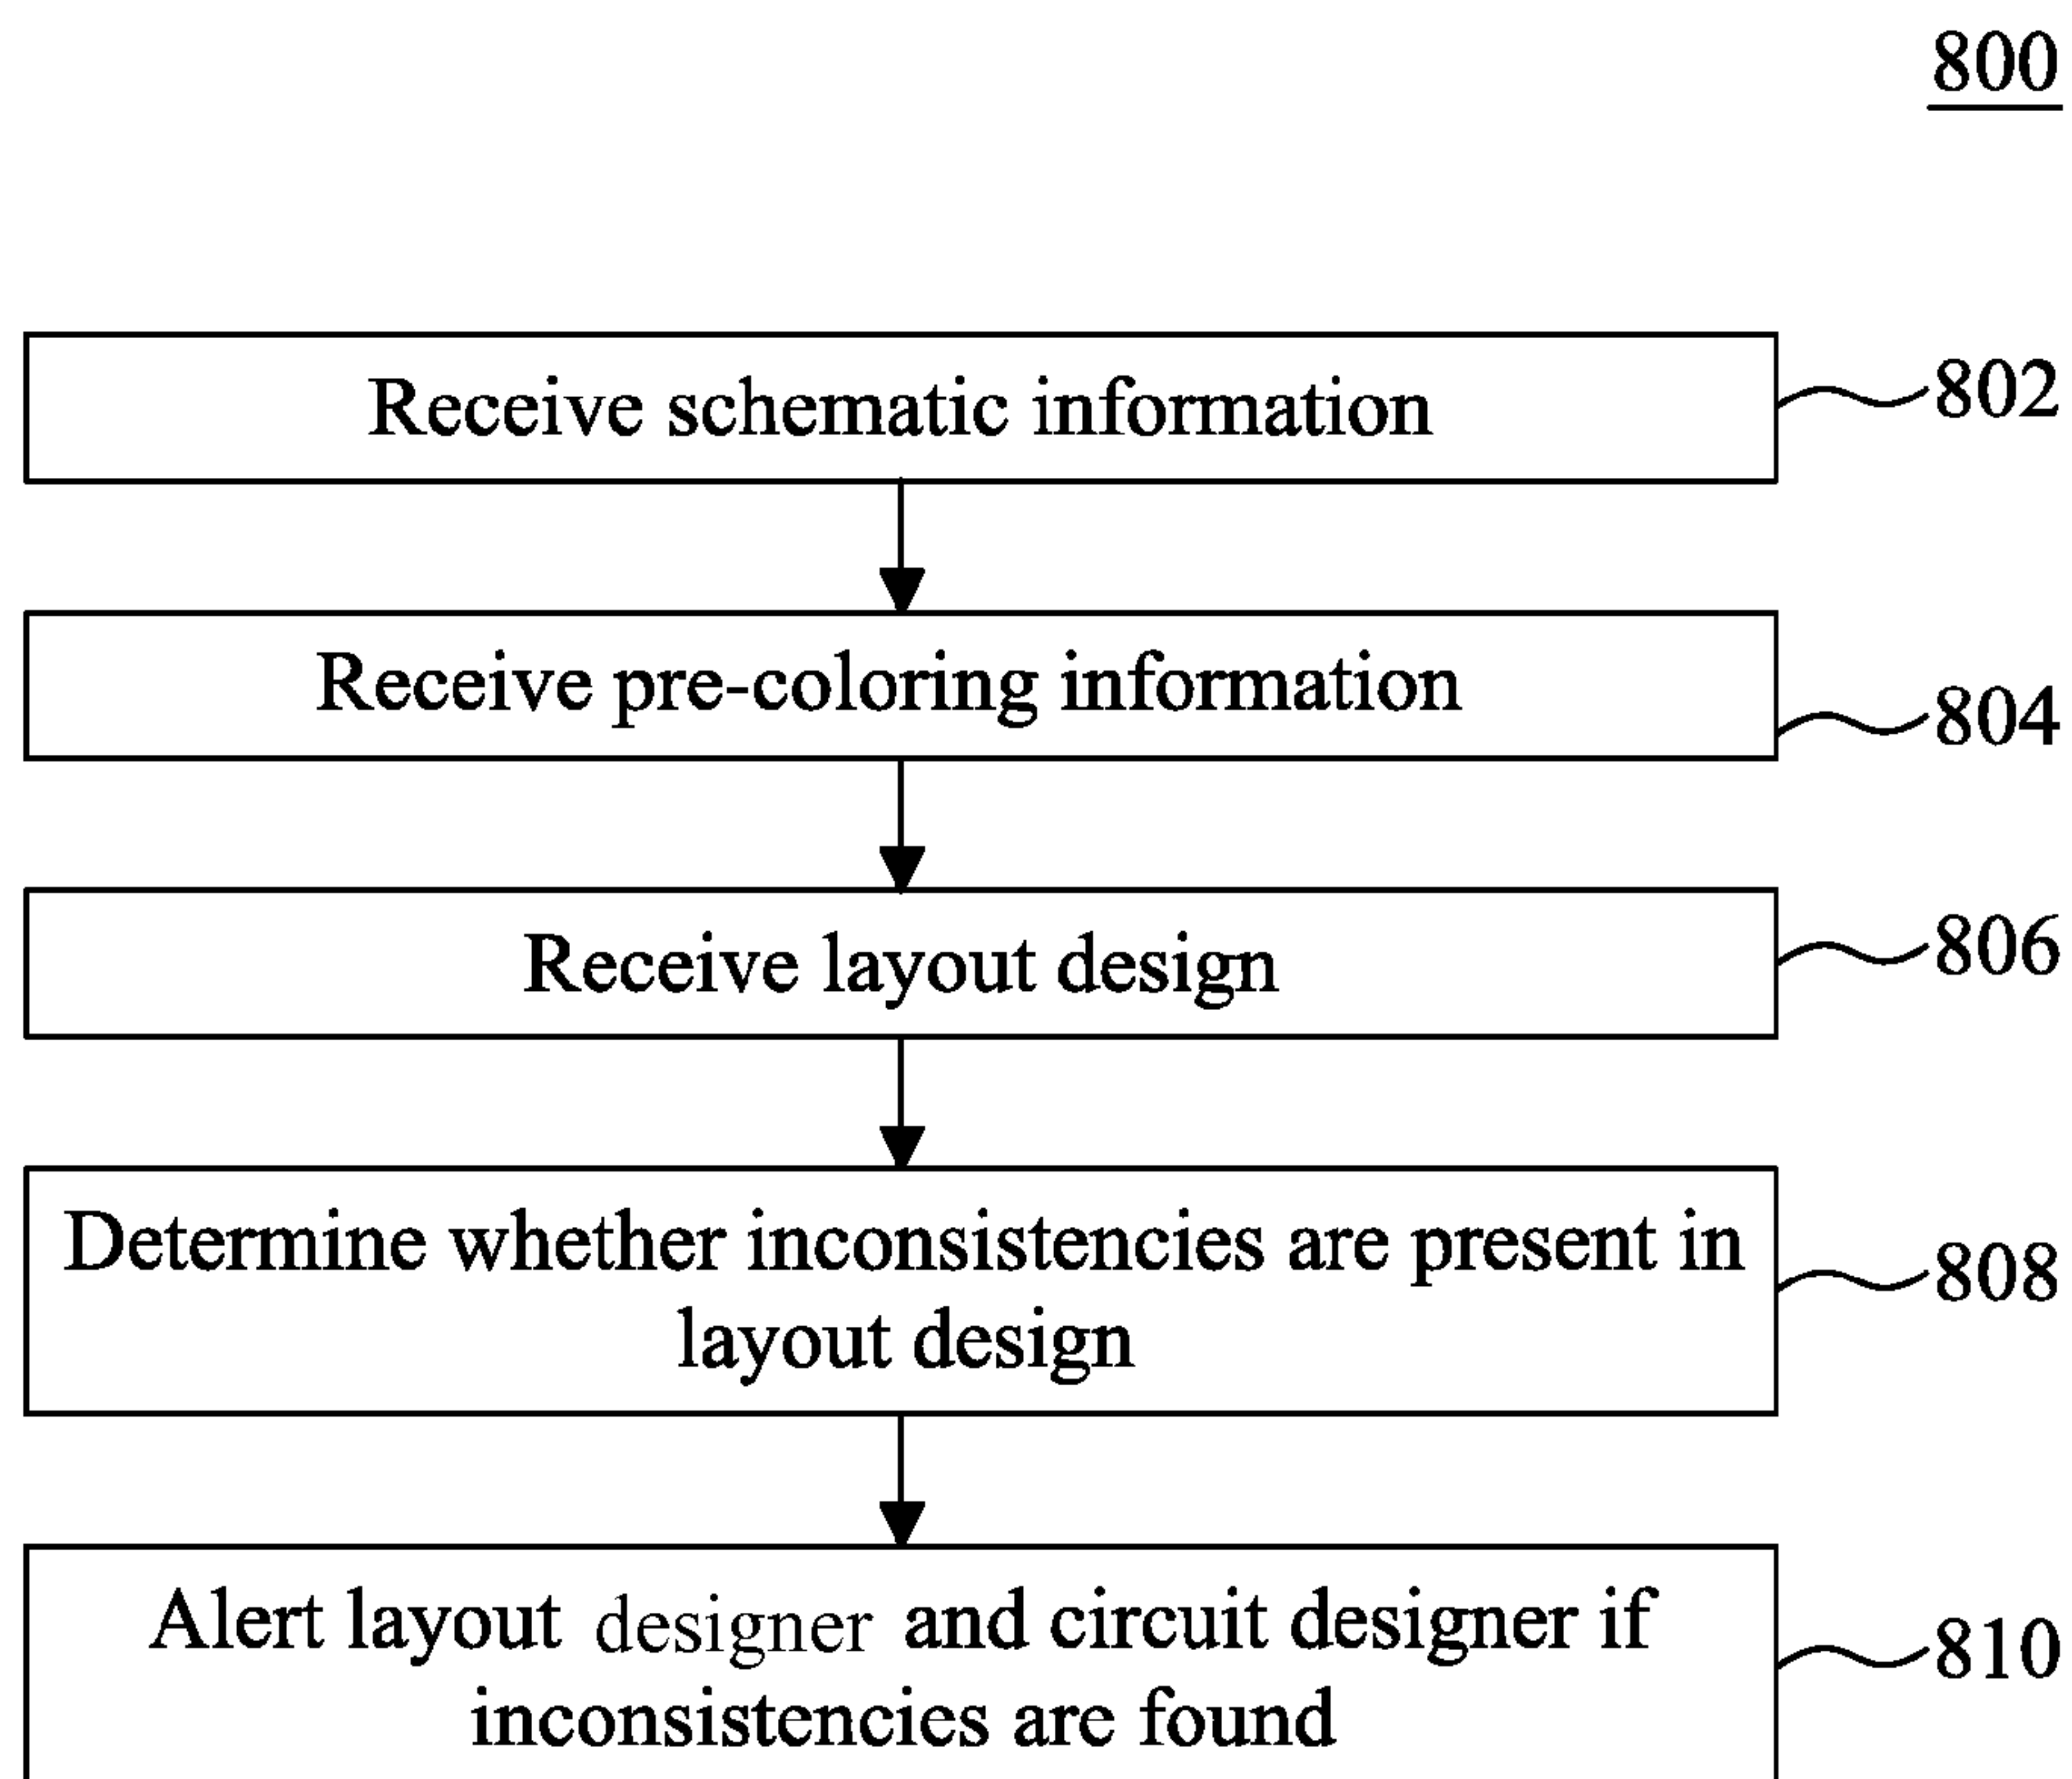 800
Receive schematic information
802
Receive pre-coloring information
804
Receive layout design
806
Determine whether inconsistencies are present in
layout design
808
Alert layout designer and circuit designer if
inconsistencies are found
810